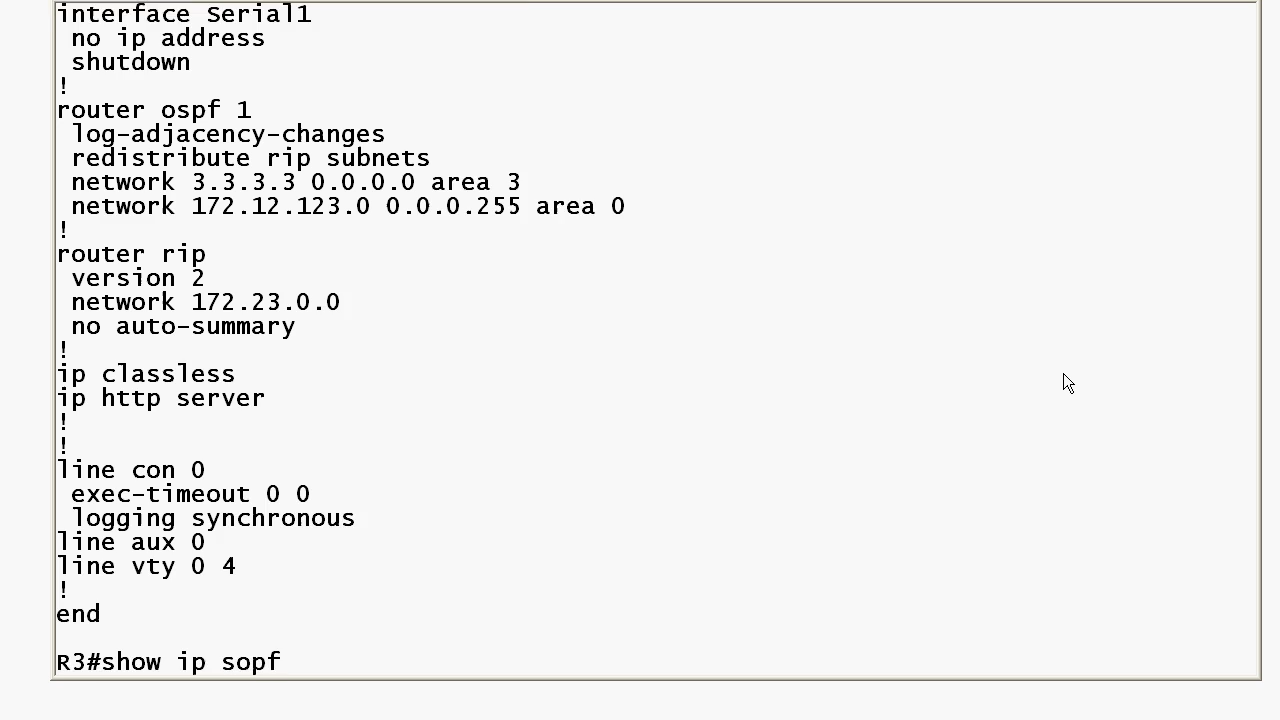 interface Serial1
 no ip address
 shutdown
!
router ospf 1
 log-adjacency-changes
 redistribute rip subnets
 network 3.3.3.3 0.0.0.0 area 3
 network 172.12.123.0 0.0.0.255 area 0
!
router rip
 version 2
 network 172.23.0.0
 no auto-summary
!
ip classless
ip http server
!
!
line con 0
 exec-timeout 0 0
 logging synchronous
line aux 0
line vty 0 4
!
end

R3#show ip sopf